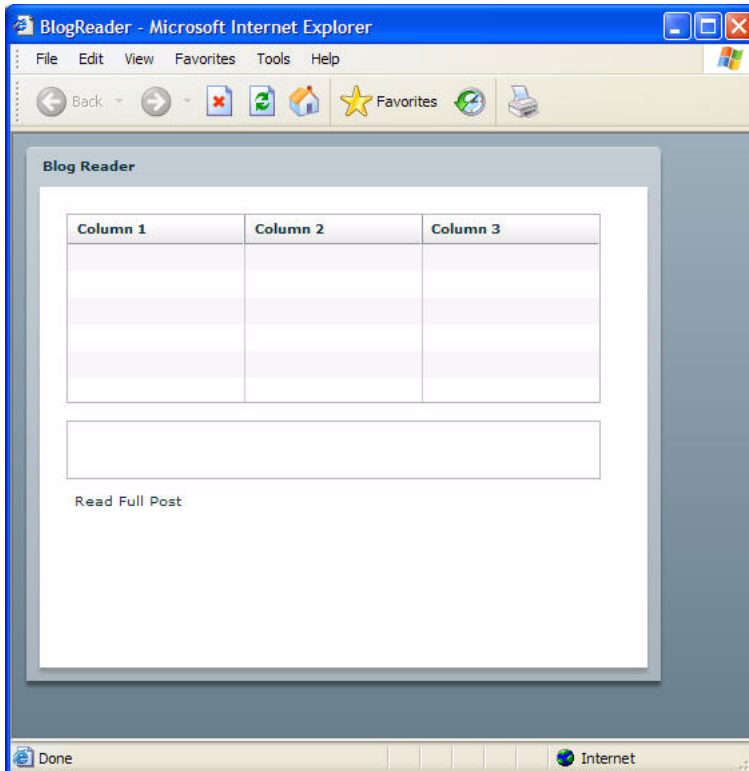 BlogReader - Microsoft Internet Explorer
File Edit View Favorites Tools Help
Back Favorites
Blog Reader
Column 1 Column 2 Column 3
Read Full Post
Done Internet